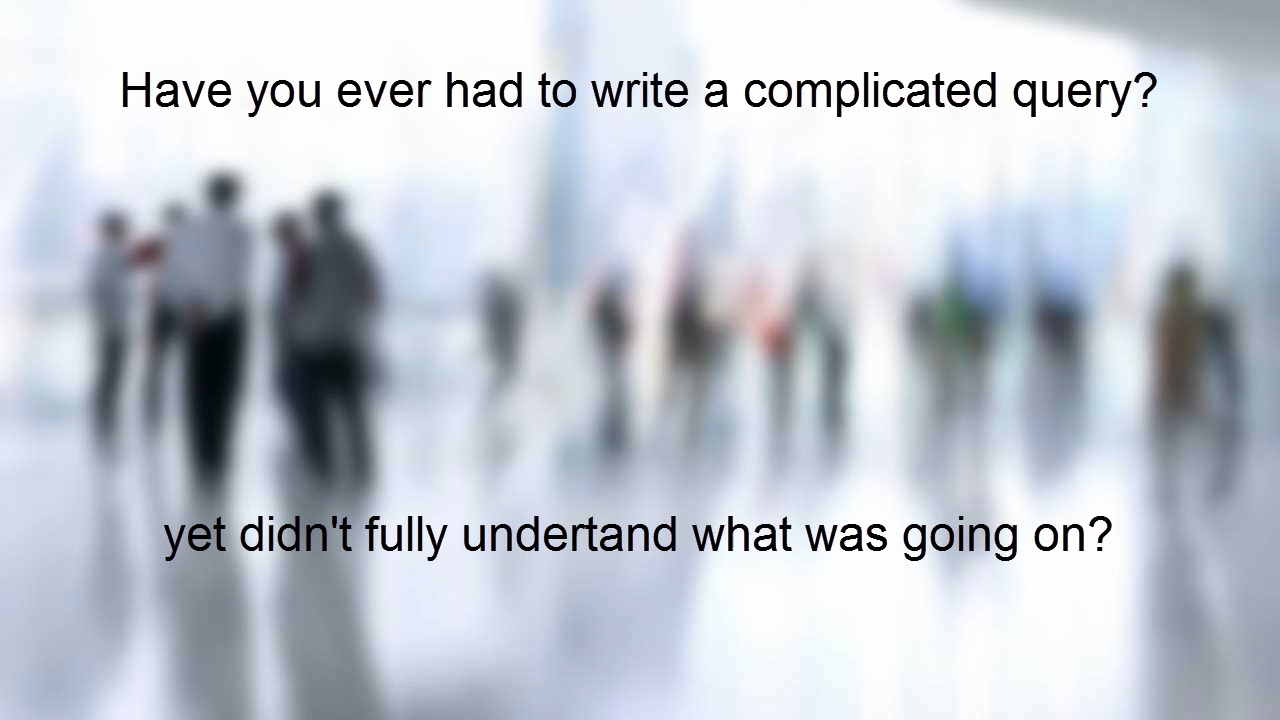 Have you ever had to write a complicated query?
yet didn't fully undertand what was going on?